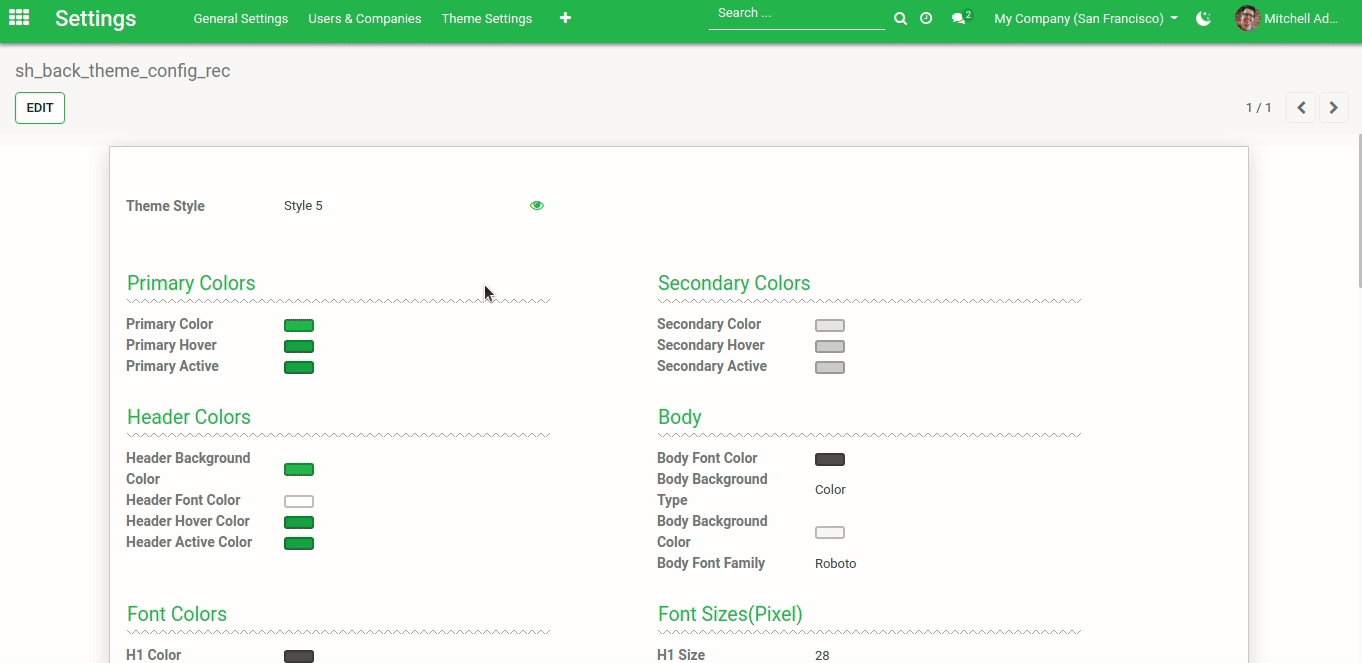 Settings General Settings Users & Companies Theme Settings Search ... 2 My Company (San Francisco) Mitchell Ad...
sh_back_theme_config_rec
EDIT 1 / 1
Theme Style Style 5
Primary Colors
Primary Color
Primary Hover
Primary Active
Secondary Colors
Secondary Color
Secondary Hover
Secondary Active
Header Colors
Header Background
Color
Header Font Color
Header Hover Color
Header Active Color
Body
Body Font Color
Body Background
Type
Color
Body Background
Color
Body Font Family Roboto
Font Colors
H1 Color
Font Sizes(Pixel)
H1 Size 28